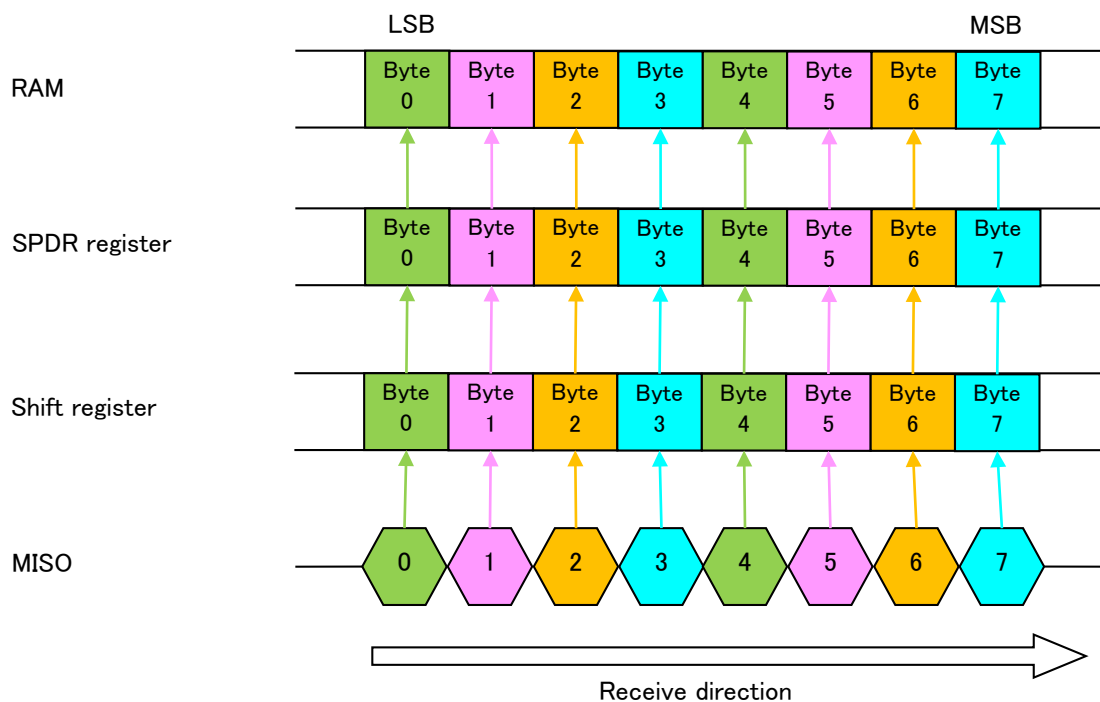 LSB MSB
RAM
Byte Byte Byte Byte Byte Byte Byte Byte
0 1 2 3 4 5 6 7
SPDR register
Byte Byte Byte Byte Byte Byte Byte Byte
0 1 2 3 4 5 6 7
Shift register
Byte Byte Byte Byte Byte Byte Byte Byte
0 1 2 3 4 5 6 7
MISO
0 1 2 3 4 5 6 7
Receive direction